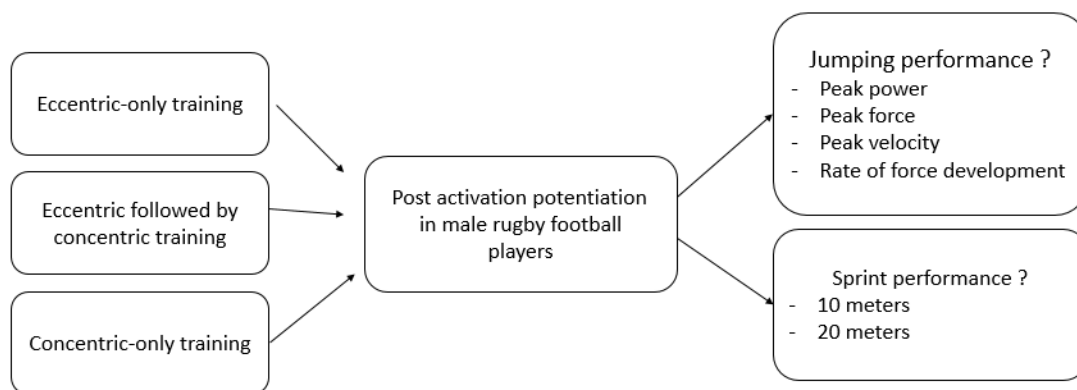 Eccentric-only training
Eccentric followed by
concentric training
Concentric-only training
Post activation potentiation
in male rugby football
players
Jumping performance ?
- Peak power
- Peak force
- Peak velocity
- Rate of force development
Sprint performance ?
- 10 meters
- 20 meters